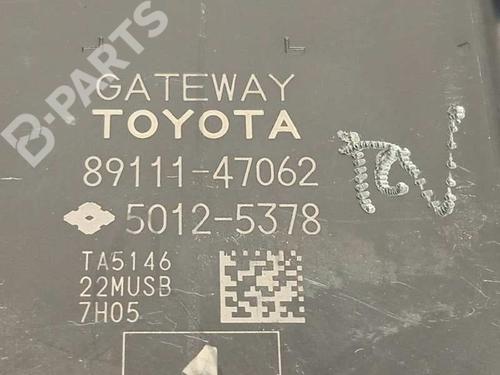 B-PARTS
GATEWAY
TOYOTA
89111-47062
5012-5378
TA5146
22MUSB
7H05